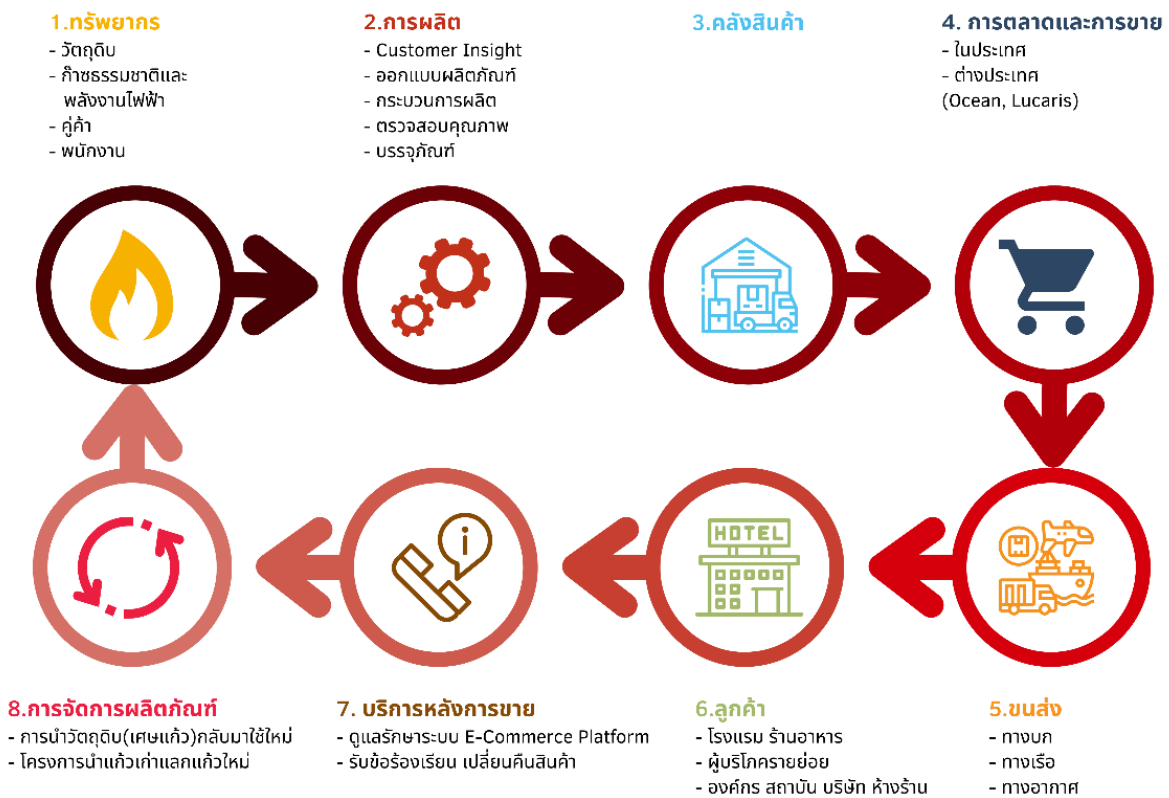 1.ทรัพยากร
- วัตถุดิบ
- ก๊าซธรรมชาติและ
พลังงานไฟฟ้า
- คู่ค้า
- พนักงาน
2.การผลิต
- Customer Insight
- ออกแบบผลิตภัณฑ์
- กระบวนการผลิต
- ตรวจสอบคุณภาพ
- บรรจุภัณฑ์
3.คลังสินค้า
4. การตลาดและการขาย
- ในประเทศ
- ต่างประเทศ
(Ocean, Lucaris)
HOTEL
i
8.การจัดการผลิตภัณฑ์
- การนำวัตถุดิบ(เศษแก้ว)กลับมาใช้ใหม่
- โครงการนำแก้วเก่าแลกแก้วใหม่
7. บริการหลังการขาย
- ดูแลรักษาระบบ E-Commerce Platform
- รับข้อร้องเรียน เปลี่ยนคืนสินค้า
6.ลูกค้า
- โรงแรม ร้านอาหาร
- ผู้บริโภครายย่อย
- องค์กร สถาบัน บริษัท ห้างร้าน
5.ขนส่ง
- ทางบก
- ทางเรือ
- ทางอากาศ